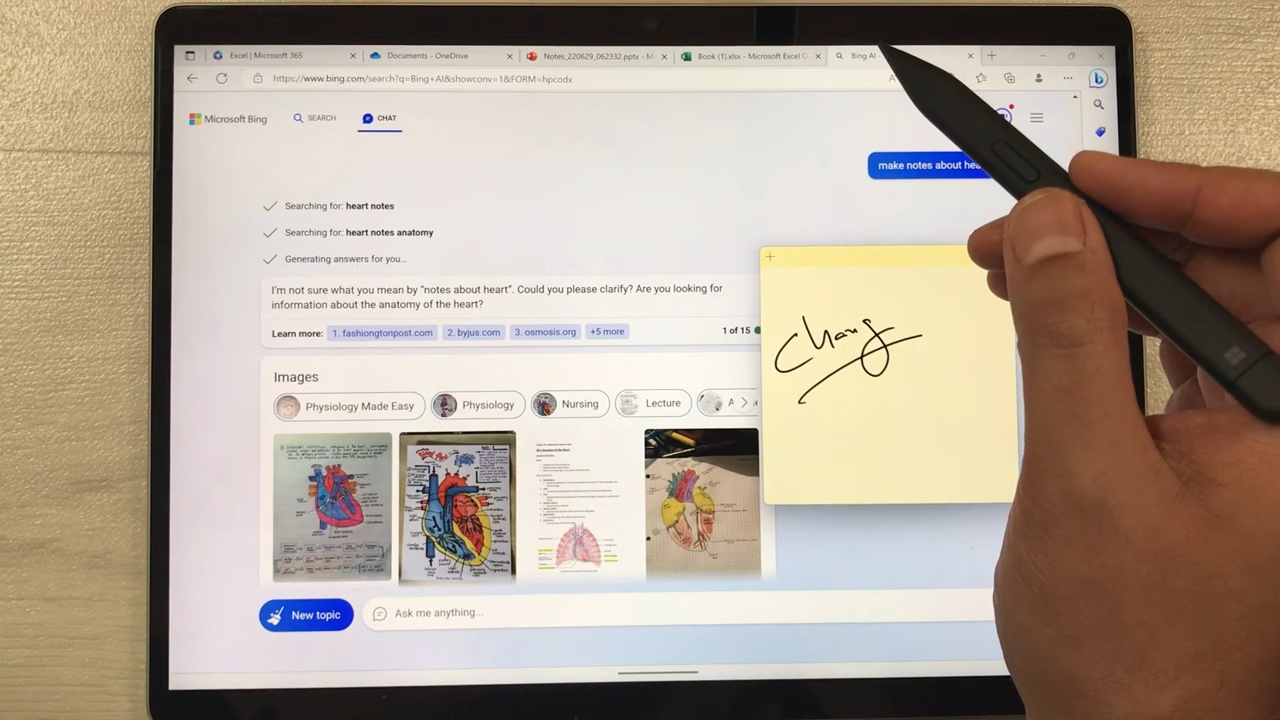 Excel | Microsoft 365
Documents - OneDrive
Notes_220629_062332.pptx - M
Book (1).xlsx - Microsoft Excel O
Bing AI -
https://www.bing.com/search?q=Bing+AI&showconv=1&FORM=hpcodx
Microsoft Bing
SEARCH
CHAT
make notes about hea
Searching for: heart notes
Searching for: heart notes anatomy
Generating answers for you...
I'm not sure what you mean by "notes about heart". Could you please clarify? Are you looking for
information about the anatomy of the heart?
Learn more: 1. fashiongtonpost.com 2. byjus.com 3. osmosis.org +5 more 1 of 15
Images
Physiology Made Easy
Physiology
Nursing
Lecture
A
New topic
Ask me anything...